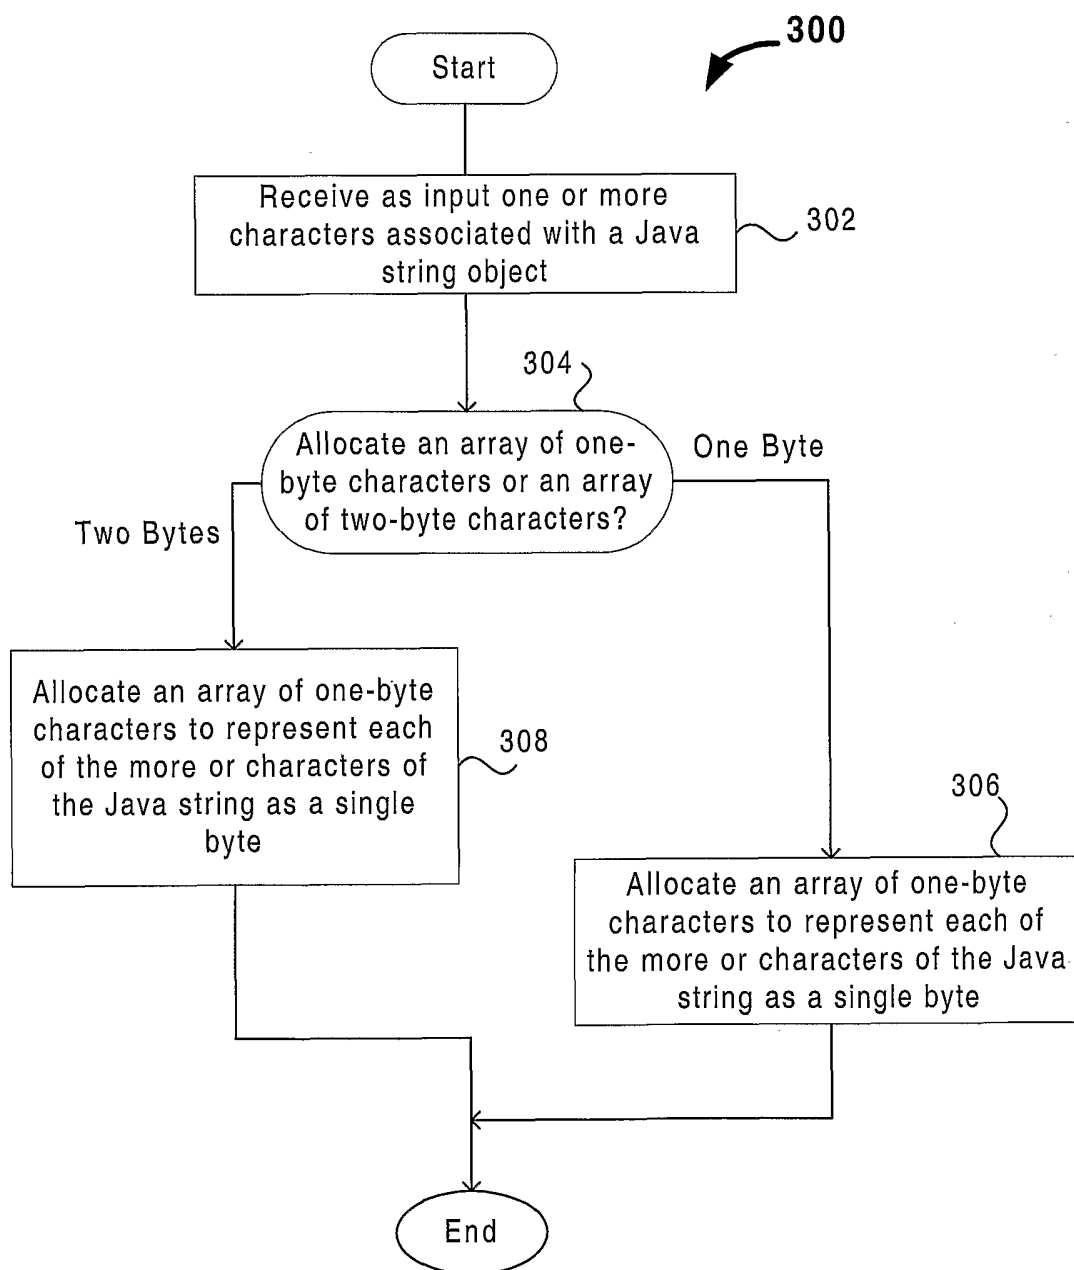 300
Start
Receive as input one or more
characters associated with a Java
string object
302
304
Allocate an array of one-
byte characters or an array
of two-byte characters?
One Byte
Two Bytes
Allocate an array of one-byte
characters to represent each
of the more or characters of
the Java string as a single
byte
308
306
Allocate an array of one-byte
characters to represent each of
the more or characters of the Java
string as a single byte
End